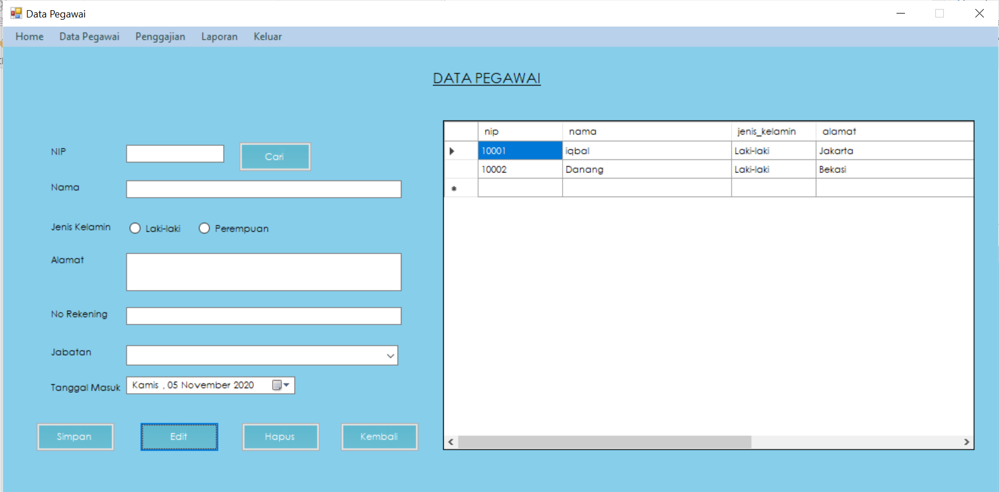 Data Pegawai
Home Data Pegawai Penggajian Laporan Keluar
DATA PEGAWAI
NIP
Cari
Nama
Jenis Kelamin Laki-laki Perempuan
Alamat
No Rekening
Jabatan
Tanggal Masuk Kamis , 05 November 2020
Simpan Edit Hapus Kembali
nip nama jenis_kelamin alamat
10001 iqbal Laki-laki Jakarta
10002 Danang Laki-laki Bekasi